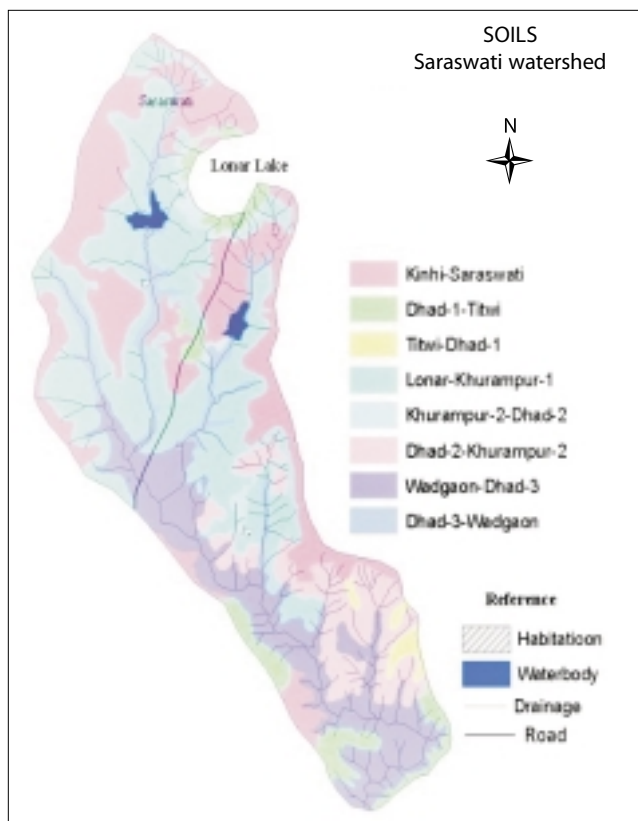 SOILS
Saraswati watershed
N
Saraswati
Lonar Lake
Kinhi-Saraswati
Dhad-1-Titwi
Titwi-Dhad-1
Lonar-Khurampur-1
Khurampur-2-Dhad-2
Dhad-2-Khurampur-2
Wadgaon-Dhad-3
Dhad-3-Wadgaon
Reference
Habitatioon
Waterbody
Drainage
Road